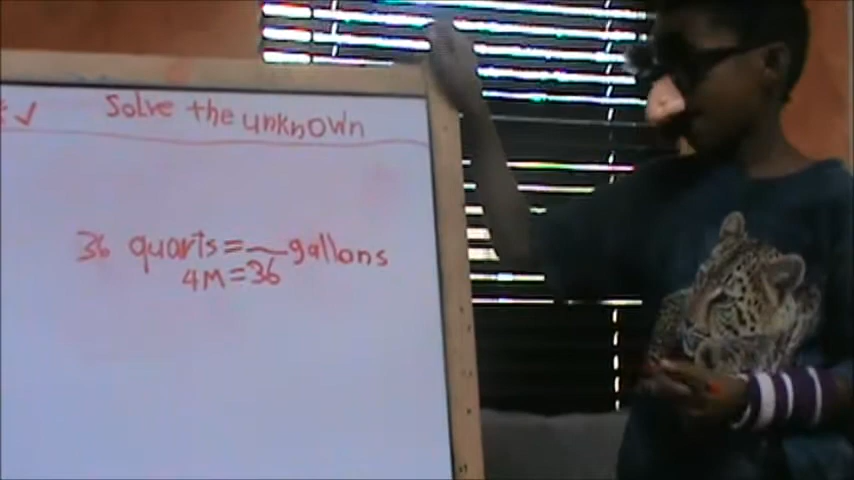 ✓ Solve the unknown
36 quarts = __ gallons
4M = 36